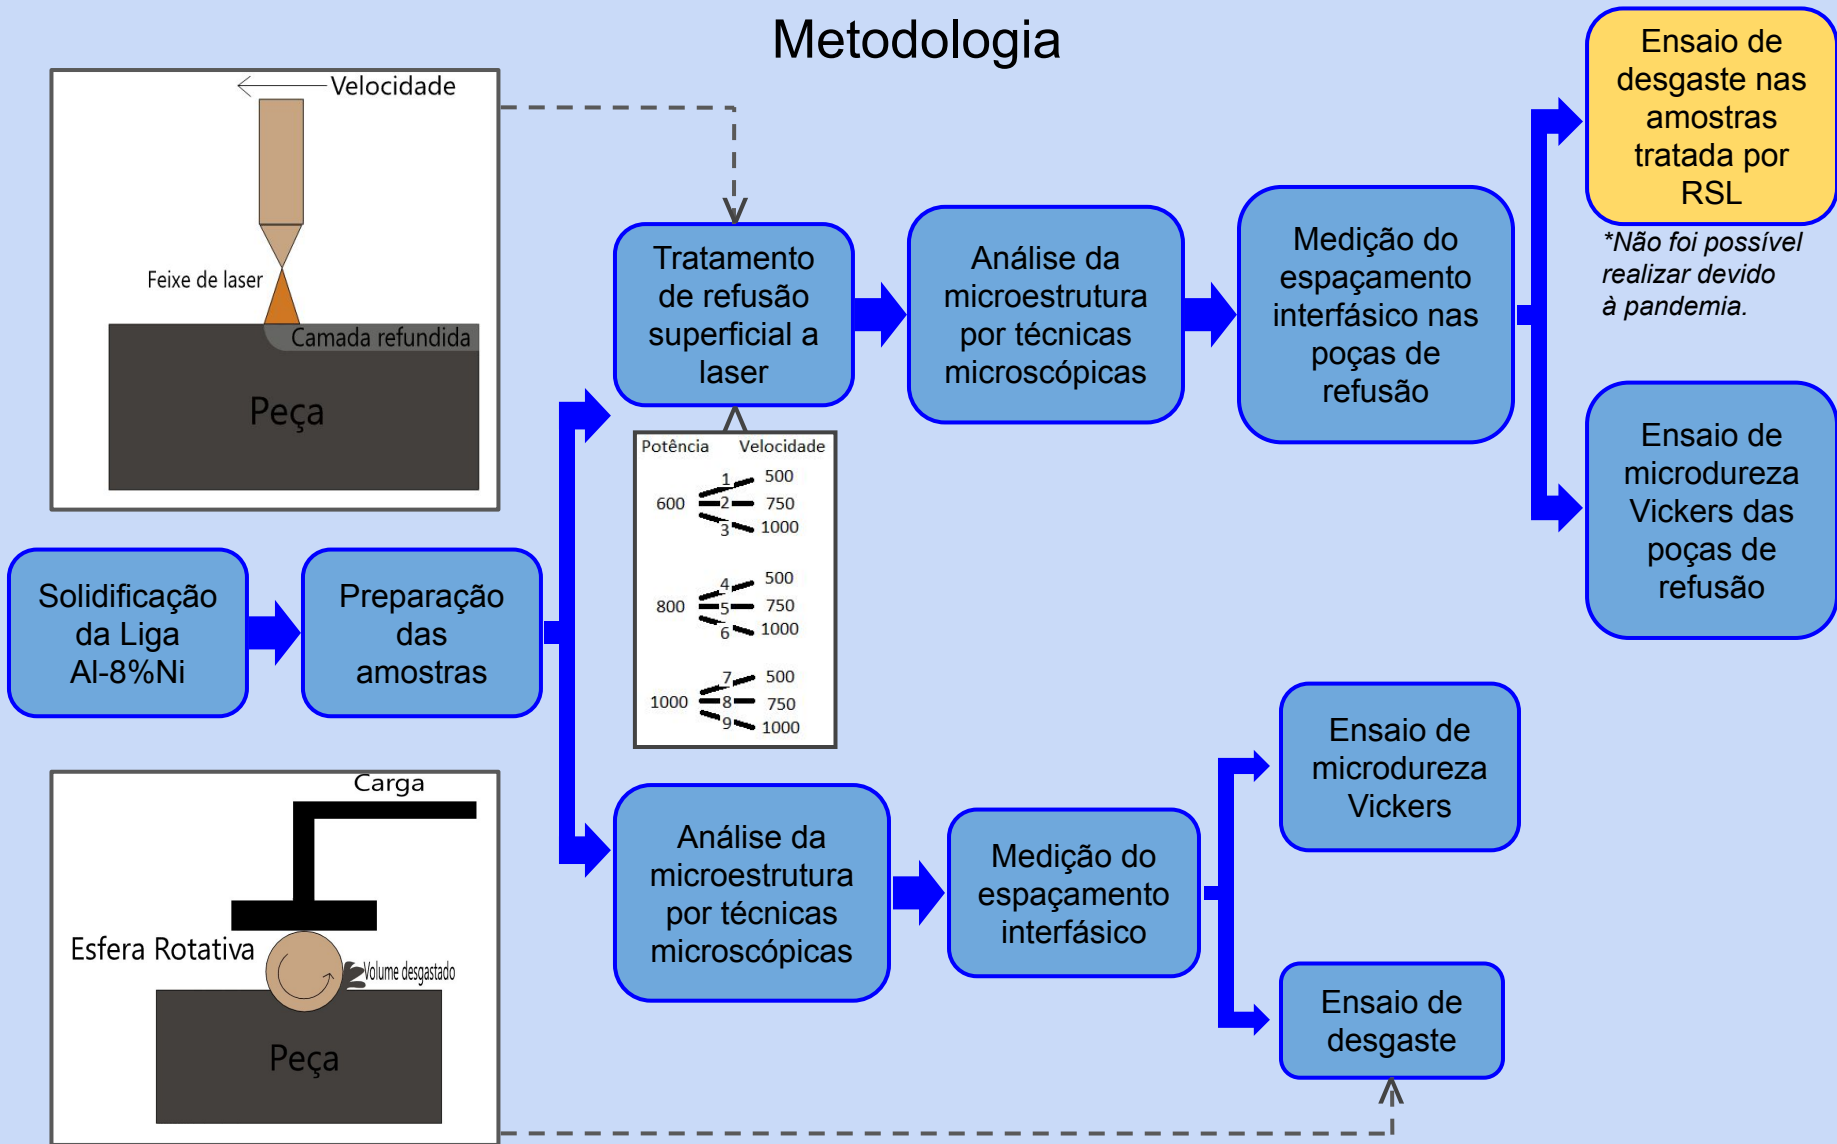 Metodologia
Velocidade
Feixe de laser
Camada refundida
Peça
Solidificação
da Liga
Al-8%Ni
Preparação
das
amostras
Tratamento
de refusão
superficial a
laser
Análise da
microestrutura
por técnicas
microscópicas
Medição do
espaçamento
interfásico nas
poças de
refusão
Ensaio de
desgaste nas
amostras
tratada por
RSL
*Não foi possível
realizar devido
à pandemia.
Ensaio de
microdureza
Vickers das
poças de
refusão
Potência Velocidade
1 500
600 2 750
3 1000
4 500
800 5 750
6 1000
7 500
1000 8 750
9 1000
Análise da
microestrutura
por técnicas
microscópicas
Medição do
espaçamento
interfásico
Ensaio de
microdureza
Vickers
Ensaio de
desgaste
Carga
Esfera Rotativa
Volume desgastado
Peça